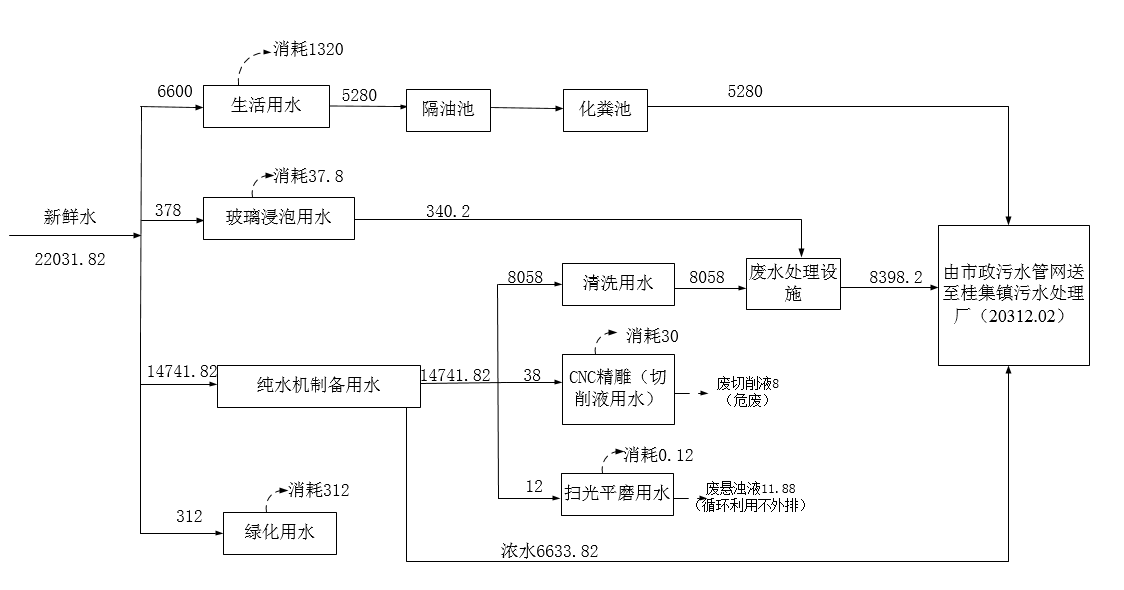 消耗1320
6600
生活用水
5280
隔油池
化粪池
5280
消耗37.8
新鲜水
22031.82
378
玻璃浸泡用水
340.2
8058
清洗用水
8058
废水处理设
施
8398.2
由市政污水管网送
至桂集镇污水处理
厂（20312.02）
消耗30
14741.82
纯水机制备用水
14741.82
38
CNC精雕（切
削液用水）
废切削液8
（危废）
消耗0.12
12
扫光平磨用水
废悬浊液11.88
（循环利用不外排）
消耗312
312
绿化用水
浓水6633.82